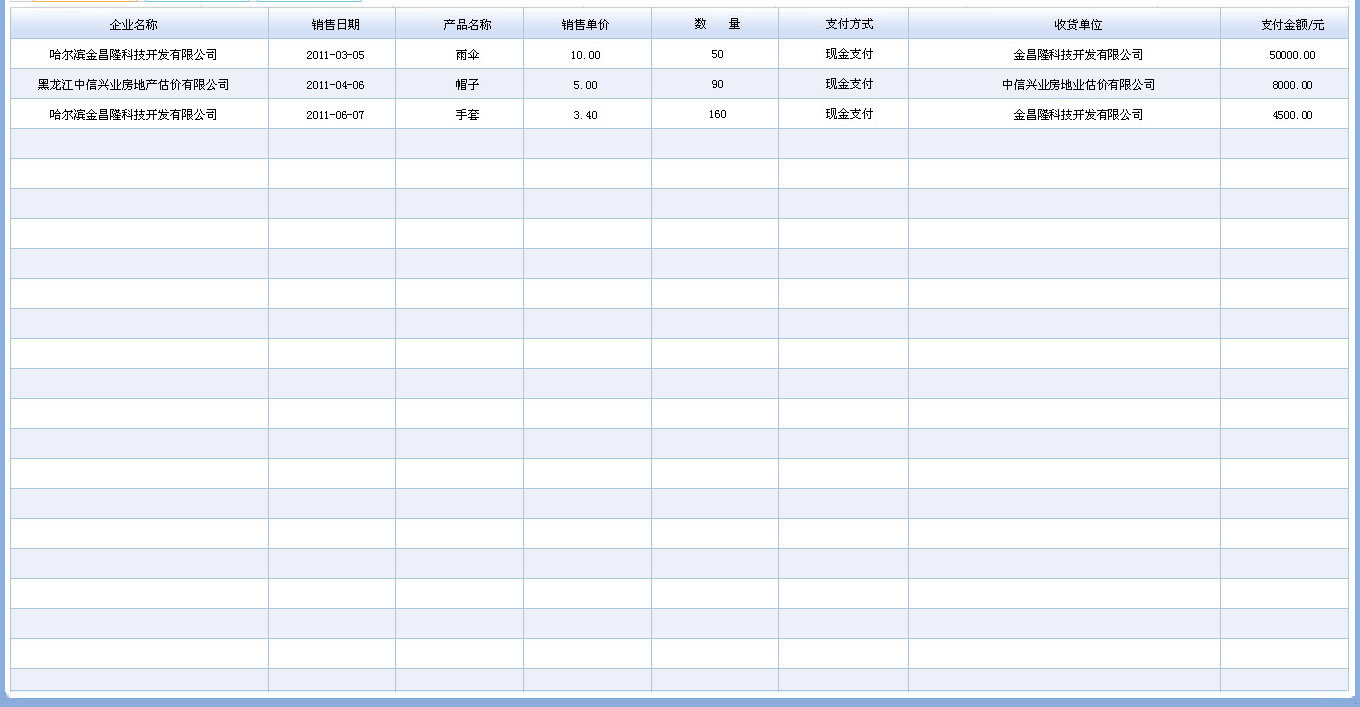 企业名称 销售日期 产品名称 销售单价 数 量 支付方式 收货单位 支付金额/元
哈尔滨金昌隆科技开发有限公司 2011-03-05 雨伞 10.00 50 现金支付 金昌隆科技开发有限公司 50000.00
黑龙江中信兴业房地产估价有限公司 2011-04-06 帽子 5.00 90 现金支付 中信兴业房地业估价有限公司 8000.00
哈尔滨金昌隆科技开发有限公司 2011-06-07 手套 3.40 160 现金支付 金昌隆科技开发有限公司 4500.00